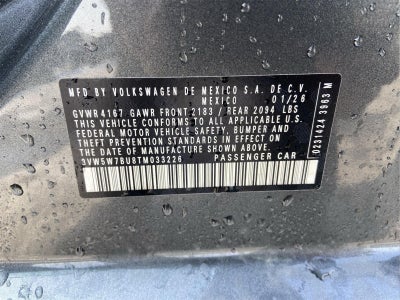 MFD BY VOLKSWAGEN DE MEXICO S.A. DE C.V.
MEXICO 01/26
GVWR 4167 GAWR FRONT 2183 / REAR 2094 LBS
THIS VEHICLE CONFORMS TO ALL APPLICABLE U.S.
FEDERAL MOTOR VEHICLE SAFETY, BUMPER AND
THEFT PREVENTION STANDARDS IN EFFECT ON THE
DATE OF MANUFACTURE SHOWN ABOVE.
3VW5W7BU8TM033226 PASSENGER CAR
0231424 3963 M